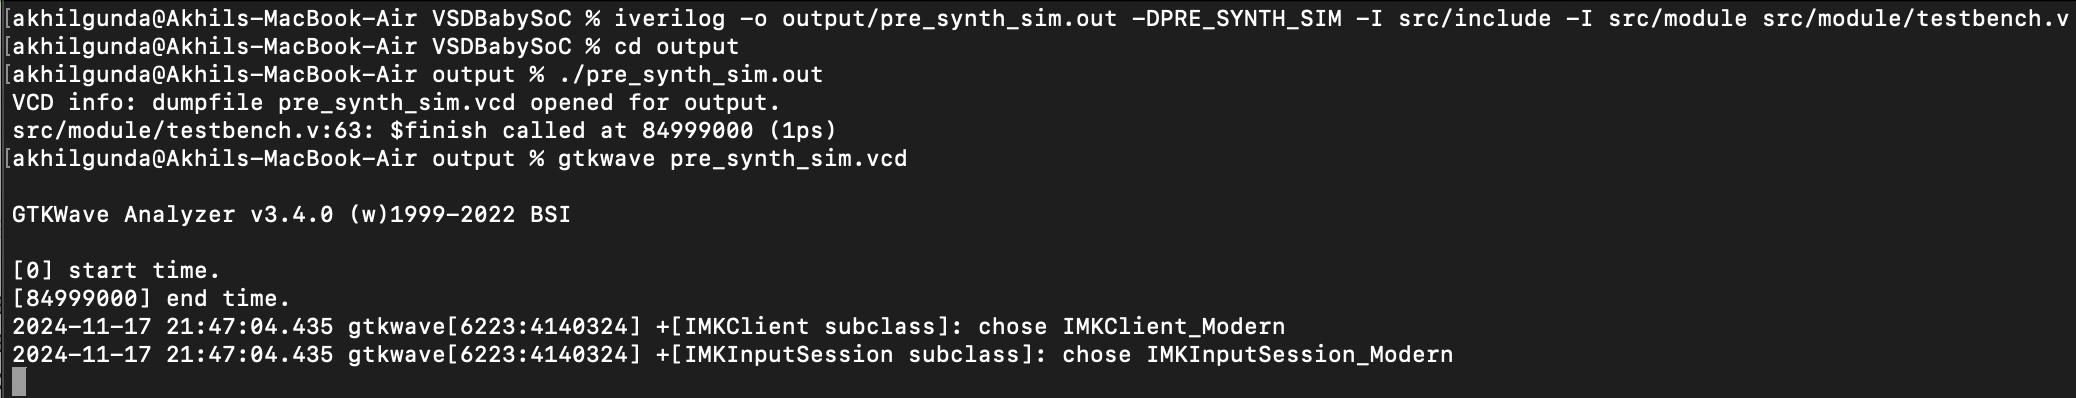 [akhilgunda@Akhils-MacBook-Air VSDBabySoC % iverilog -o output/pre_synth_sim.out -DPRE_SYNTH_SIM -I src/include -I src/module src/module/testbench.v
[akhilgunda@Akhils-MacBook-Air VSDBabySoC % cd output
[akhilgunda@Akhils-MacBook-Air output % ./pre_synth_sim.out
VCD info: dumpfile pre_synth_sim.vcd opened for output.
src/module/testbench.v:63: $finish called at 84999000 (1ps)
[akhilgunda@Akhils-MacBook-Air output % gtkwave pre_synth_sim.vcd
GTKWave Analyzer v3.4.0 (w)1999-2022 BSI
[0] start time.
[84999000] end time.
2024-11-17 21:47:04.435 gtkwave[6223:4140324] +[IMKClient subclass]: chose IMKClient_Modern
2024-11-17 21:47:04.435 gtkwave[6223:4140324] +[IMKInputSession subclass]: chose IMKInputSession_Modern